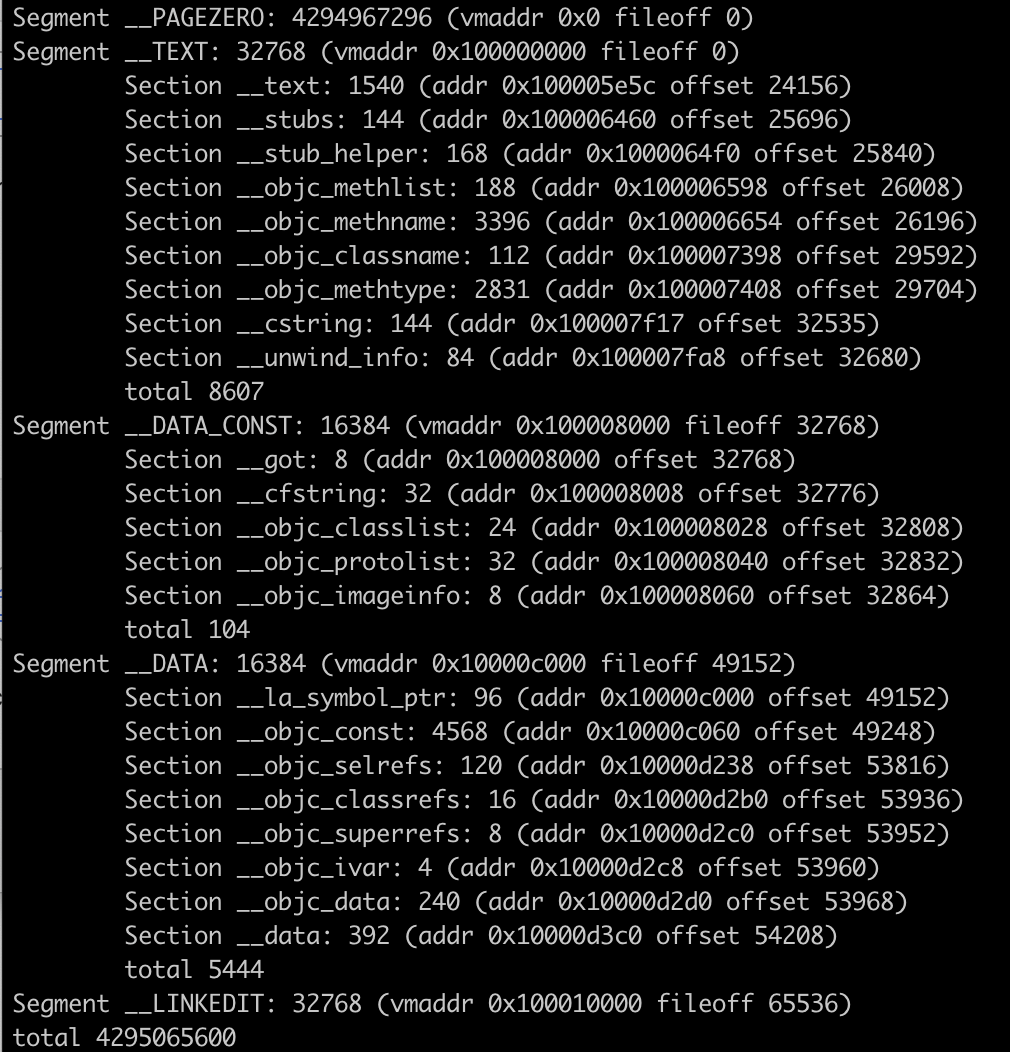 Segment __PAGEZERO: 4294967296 (vmaddr 0x0 fileoff 0)
Segment __TEXT: 32768 (vmaddr 0x100000000 fileoff 0)
Section __text: 1540 (addr 0x100005e5c offset 24156)
Section __stubs: 144 (addr 0x100006460 offset 25696)
Section __stub_helper: 168 (addr 0x1000064f0 offset 25840)
Section __objc_methlist: 188 (addr 0x100006598 offset 26008)
Section __objc_methname: 3396 (addr 0x100006654 offset 26196)
Section __objc_classname: 112 (addr 0x100007398 offset 29592)
Section __objc_methtype: 2831 (addr 0x100007408 offset 29704)
Section __cstring: 144 (addr 0x100007f17 offset 32535)
Section __unwind_info: 84 (addr 0x100007fa8 offset 32680)
total 8607
Segment __DATA_CONST: 16384 (vmaddr 0x100008000 fileoff 32768)
Section __got: 8 (addr 0x100008000 offset 32768)
Section __cfstring: 32 (addr 0x100008008 offset 32776)
Section __objc_classlist: 24 (addr 0x100008028 offset 32808)
Section __objc_protolist: 32 (addr 0x100008040 offset 32832)
Section __objc_imageinfo: 8 (addr 0x100008060 offset 32864)
total 104
Segment __DATA: 16384 (vmaddr 0x10000c000 fileoff 49152)
Section __la_symbol_ptr: 96 (addr 0x10000c000 offset 49152)
Section __objc_const: 4568 (addr 0x10000c060 offset 49248)
Section __objc_selrefs: 120 (addr 0x10000d238 offset 53816)
Section __objc_classrefs: 16 (addr 0x10000d2b0 offset 53936)
Section __objc_superrefs: 8 (addr 0x10000d2c0 offset 53952)
Section __objc_ivar: 4 (addr 0x10000d2c8 offset 53960)
Section __objc_data: 240 (addr 0x10000d2d0 offset 53968)
Section __data: 392 (addr 0x10000d3c0 offset 54208)
total 5444
Segment __LINKEDIT: 32768 (vmaddr 0x100010000 fileoff 65536)
total 4295065600